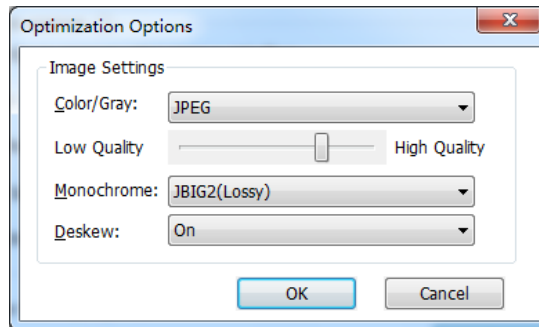 Optimization Options
Image Settings
Color/Gray: JPEG
Low Quality High Quality
Monochrome: JBIG2(Lossy)
Deskew: On
OK Cancel